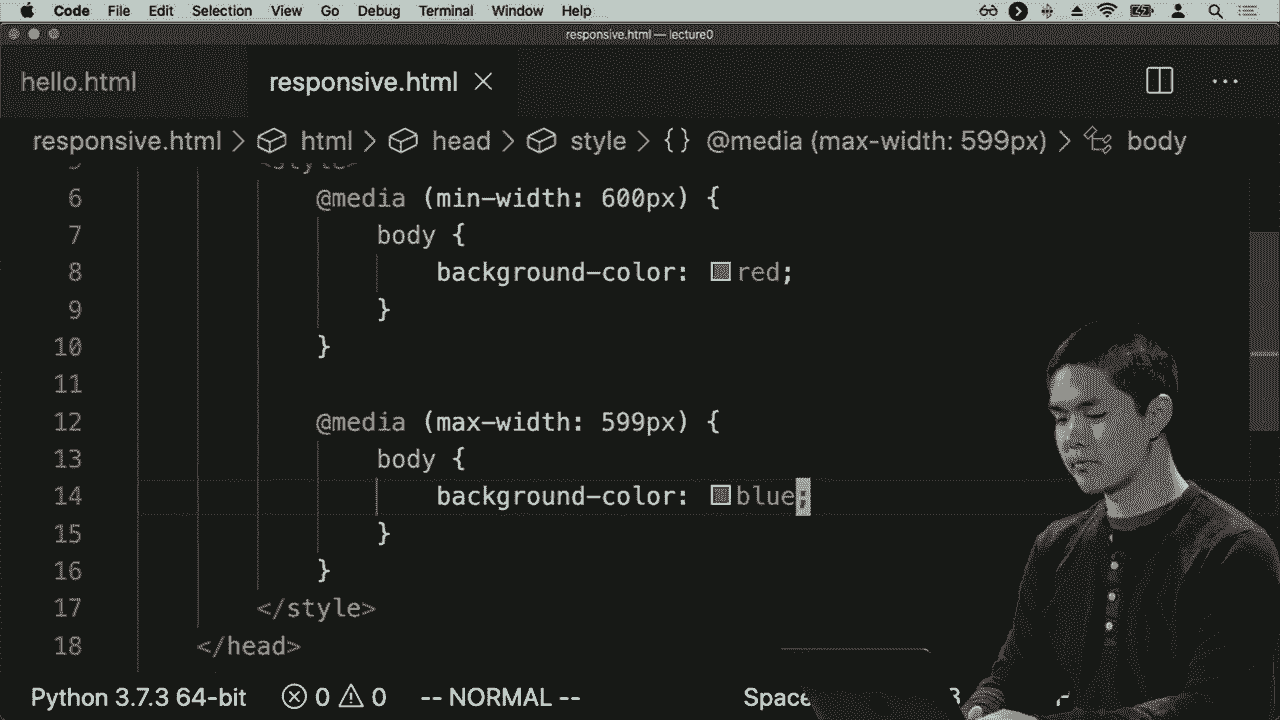 Code File Edit Selection View Go Debug Terminal Window Help
responsive.html — lecture0
hello.html responsive.html
responsive.html > html > head > style > {} @media (max-width: 599px) > body
5 <style>
6 @media (min-width: 600px) {
7 body {
8 background-color: red;
9 }
10 }
11
12 @media (max-width: 599px) {
13 body {
14 background-color: blue;
15 }
16 }
17 </style>
18 </head>
Python 3.7.3 64-bit 0 0 -- NORMAL --